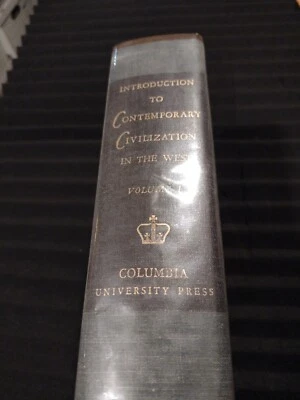 INTRODUCTION
TO
CONTEMPORARY
CIVILIZATION
IN THE WEST
VOLUME I
COLUMBIA
UNIVERSITY PRESS